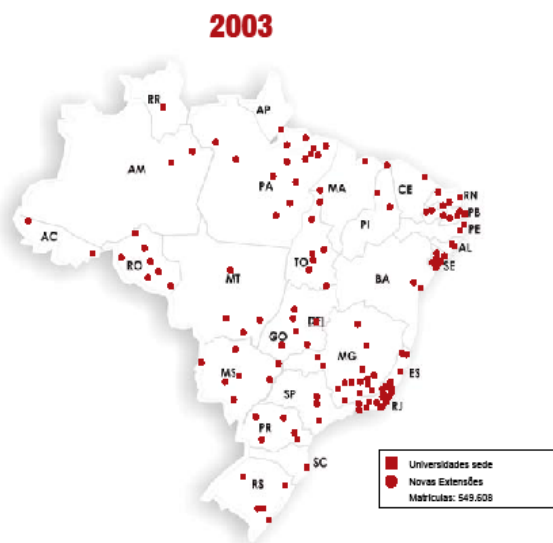 2003
RR
AP
AM
PA
MA
CE
RN
PB
PE
AL
SE
PI
AC
RO
TO
MT
BA
GO
MG
ES
MS
SP
RJ
PR
SC
RS
Universidades sede
Novas Extensões
Matrículas: 549.608